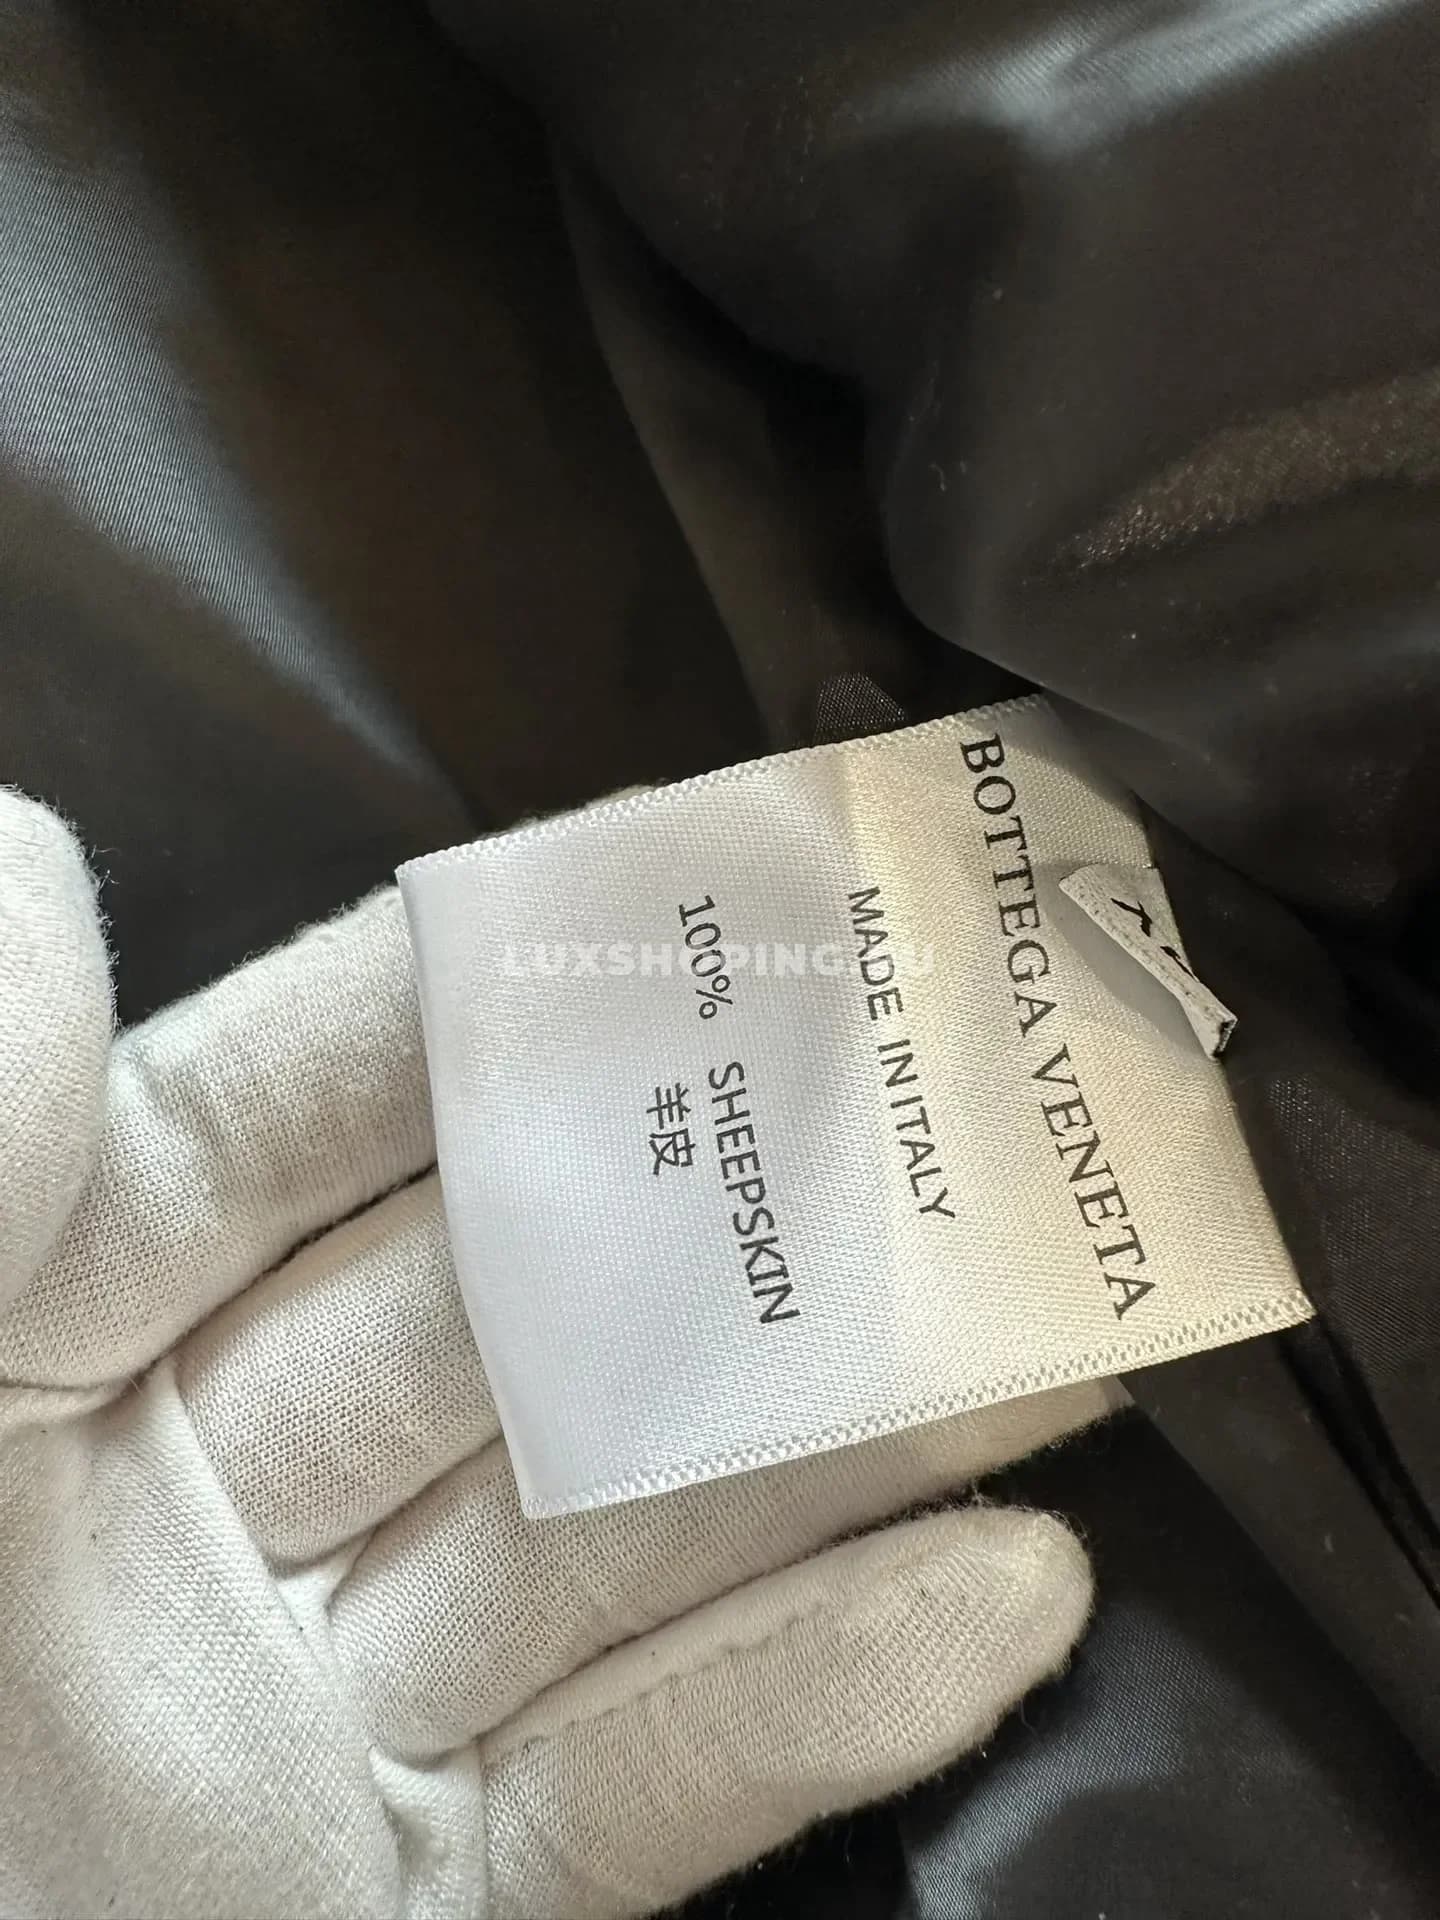 BOTTEGA VENETA
MADE IN ITALY
100% SHEEPSKIN
羊皮
LUXSHOPPING.RU